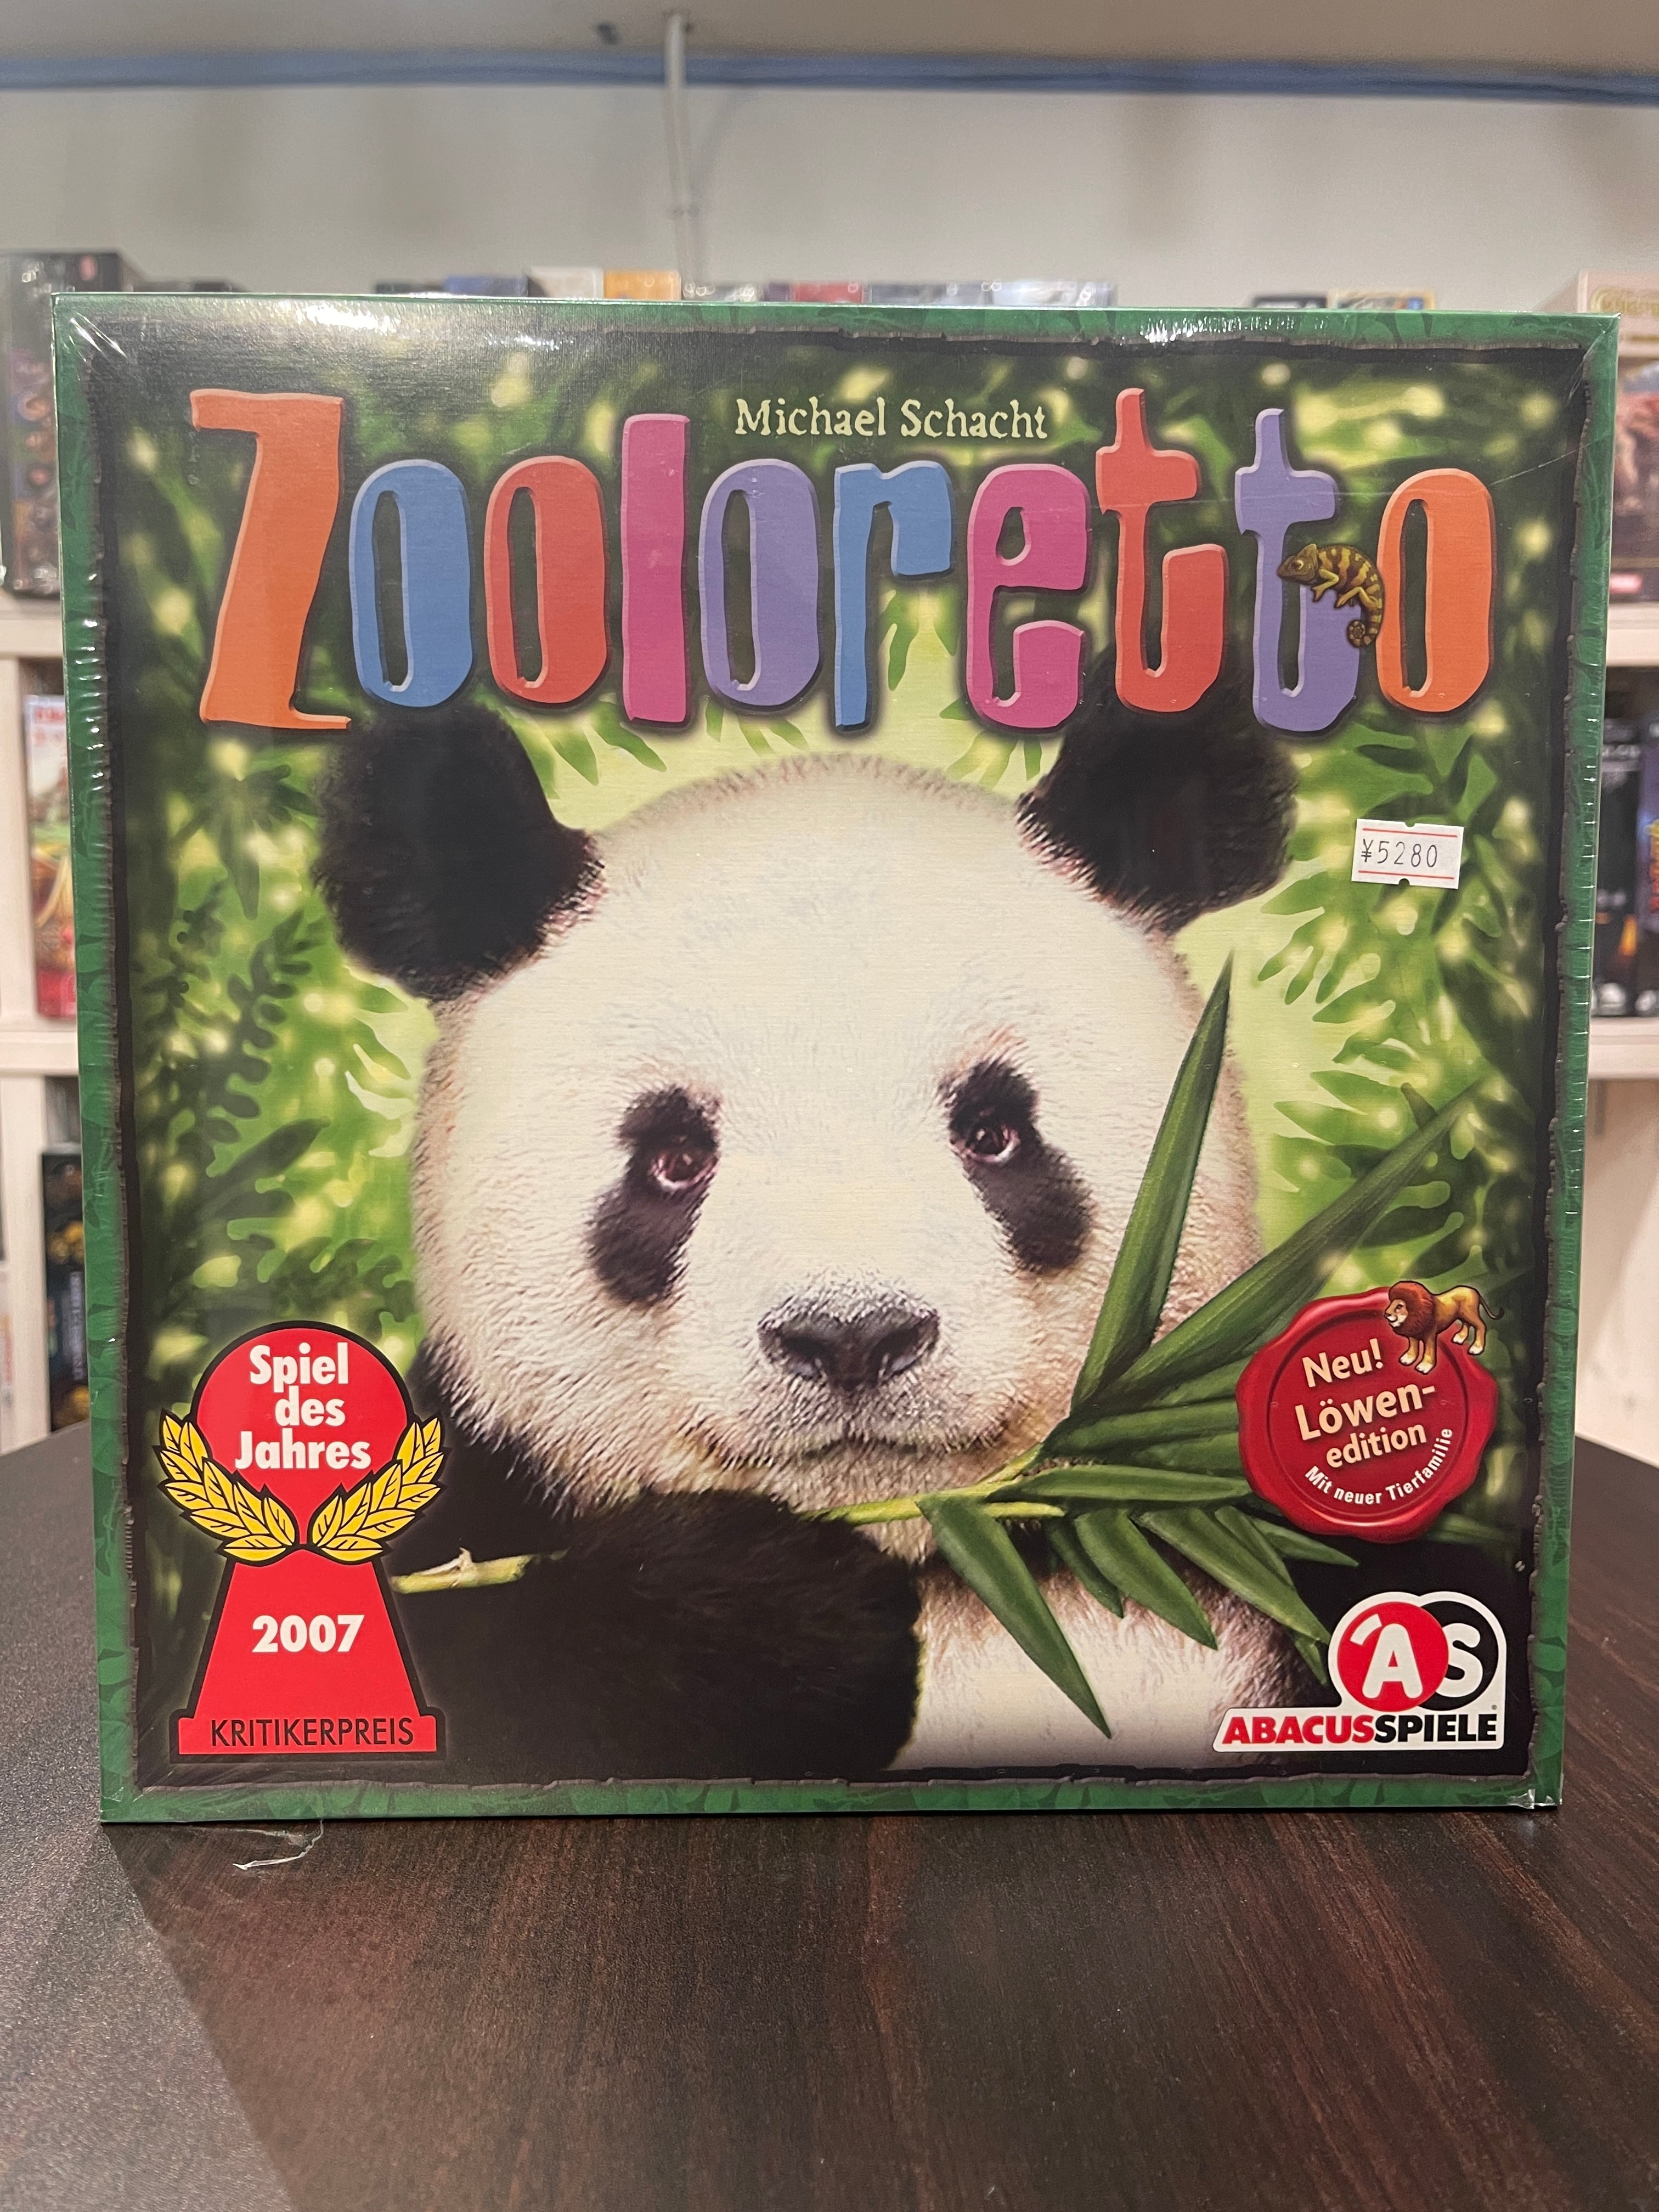 Michael Schacht
Zooloretto
¥5280
Spiel
des
Jahres
2007
KRITIKERPREIS
Neu!
Löwen-
edition
Mit neuer Tierfamilie
AS
ABACUSSPIELE